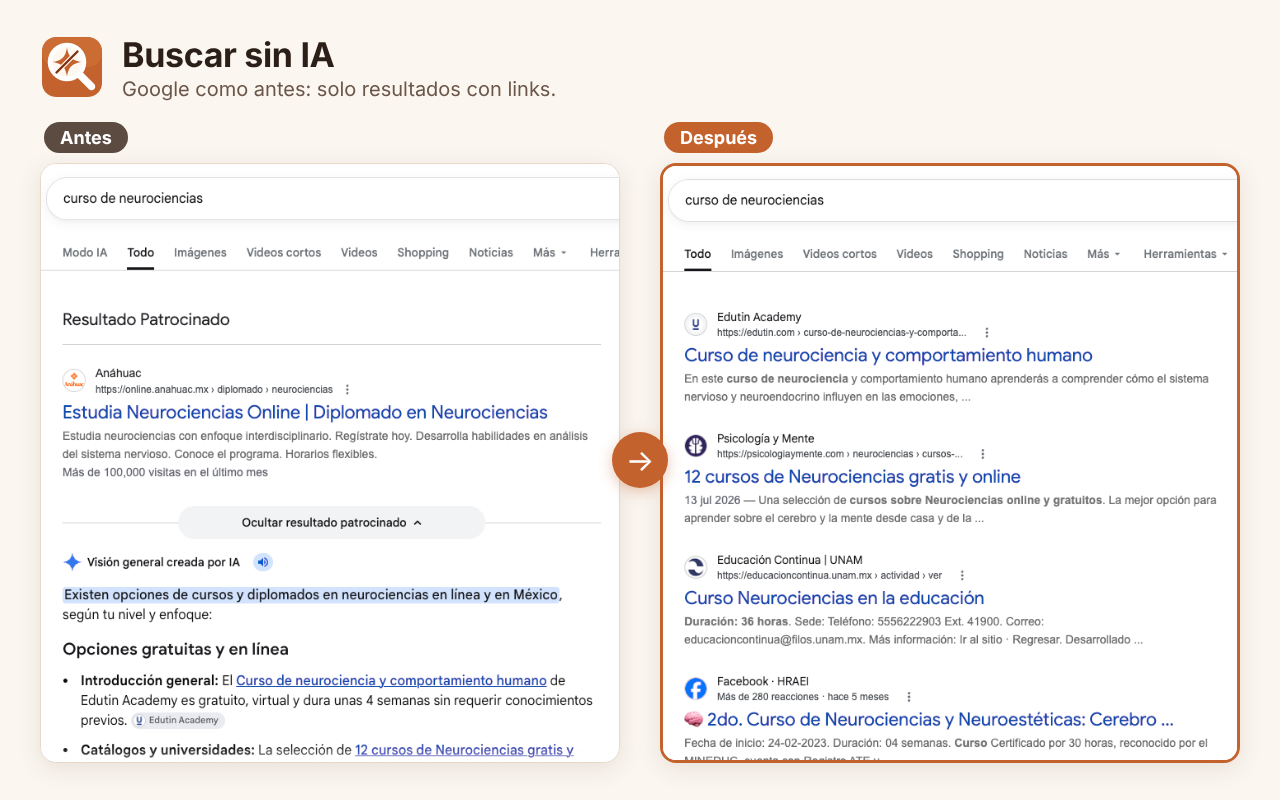 Buscar sin IA
Google como antes: solo resultados con links.
Antes
curso de neurociencias
Modo IA Todo Imágenes Videos cortos Videos Shopping Noticias Más Herra
Resultado Patrocinado
Anáhuac
Anáhuac
https://online.anahuac.mx › diplomado › neurociencias
Estudia Neurociencias Online | Diplomado en Neurociencias
Estudia neurociencias con enfoque interdisciplinario. Regístrate hoy. Desarrolla habilidades en análisis
del sistema nervioso. Conoce el programa. Horarios flexibles.
Más de 100,000 visitas en el último mes
Ocultar resultado patrocinado
Visión general creada por IA
Existen opciones de cursos y diplomados en neurociencias en línea y en México,
según tu nivel y enfoque:
Opciones gratuitas y en línea
• Introducción general: El Curso de neurociencia y comportamiento humano de
Edutin Academy es gratuito, virtual y dura unas 4 semanas sin requerir conocimientos
previos. Edutin Academy
• Catálogos y universidades: La selección de 12 cursos de Neurociencias gratis y
Después
curso de neurociencias
Todo Imágenes Videos cortos Videos Shopping Noticias Más Herramientas
Edutin Academy
https://edutin.com › curso-de-neurociencias-y-comporta...
Curso de neurociencia y comportamiento humano
En este curso de neurociencia y comportamiento humano aprenderás a comprender cómo el sistema
nervioso y neuroendocrino influyen en las emociones, ...
Psicología y Mente
https://psicologiaymente.com › neurociencias › cursos-...
12 cursos de Neurociencias gratis y online
13 jul 2026 — Una selección de cursos sobre Neurociencias online y gratuitos. La mejor opción para
aprender sobre el cerebro y la mente desde casa y de la ...
Educación Continua | UNAM
https://educacioncontinua.unam.mx › actividad › ver
Curso Neurociencias en la educación
Duración: 36 horas. Sede: Teléfono: 5556222903 Ext. 41900. Correo:
educacioncontinua@filos.unam.mx. Más información: Ir al sitio · Regresar. Desarrollado ...
Facebook · HRAEI
Más de 280 reacciones · hace 5 meses
🧠 2do. Curso de Neurociencias y Neuroestéticas: Cerebro ...
Fecha de inicio: 24-02-2023. Duración: 04 semanas. Curso Certificado por 30 horas, reconocido por el